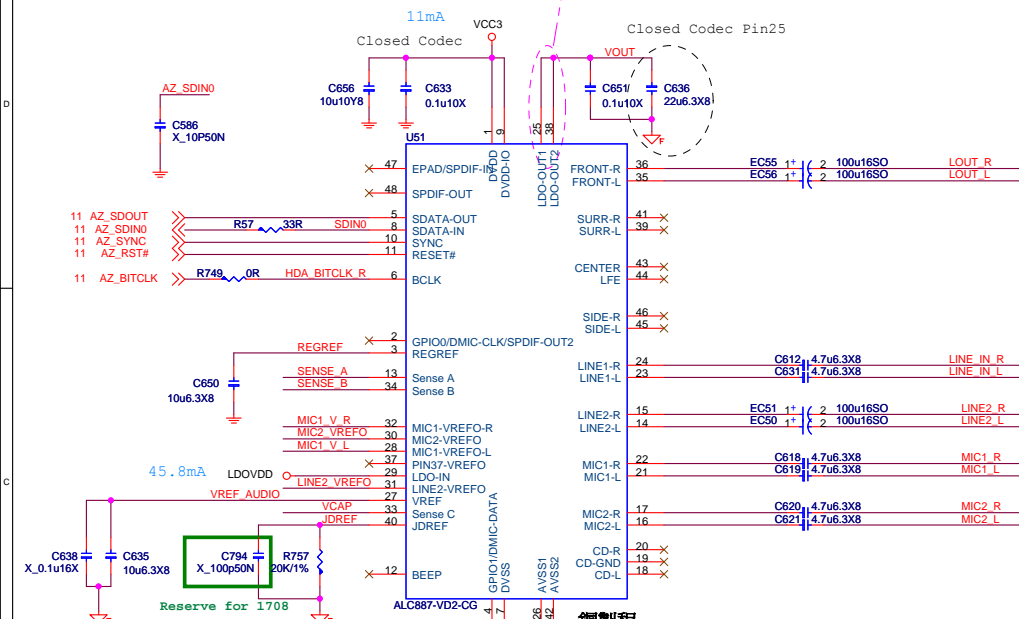 11mA
VCC3
Closed Codec
Closed Codec Pin25
VOUT
D
AZ_SDIN0
C656
10u10Y8
C633
0.1u10X
C651/
0.1u10X
C636
22u6.3X8
F
C586
X_10P50N
1
9
25
38
U51
DVDD
DVDD-IO
LDO-OUT1
LDO-OUT2
47 EPAD/SPDIF-IN
48 SPDIF-OUT
11 AZ_SDOUT 5 SDATA-OUT
11 AZ_SDIN0 R57 33R SDIN0 8 SDATA-IN
11 AZ_SYNC 10 SYNC
11 AZ_RST# 11 RESET#
11 AZ_BITCLK R749 0R HDA_BITCLK_R 6 BCLK
2 GPIO0/DMIC-CLK/SPDIF-OUT2
REGREF 3 REGREF
C650
10u6.3X8
SENSE_A 13 Sense A
SENSE_B 34 Sense B
MIC1_V_R 32 MIC1-VREFO-R
MIC2_VREFO 30 MIC2-VREFO
MIC1_V_L 28 MIC1-VREFO-L
37 PIN37-VREFO
45.8mA
LDOVDD 29 LDO-IN
LINE2_VREFO 31 LINE2-VREFO
VREF_AUDIO 27 VREF
VCAP 33 Sense C
JDREF 40 JDREF
C
C638
X_0.1u16X
C635
10u6.3X8
C794
X_100p50N
R757
20K/1%
12 BEEP
Reserve for 1708
ALC887-VD2-CG
GPIO1/DMIC-DATA
DVSS
AVSS1
AVSS2
4
7
26
42
FRONT-R 36 EC55 1 + 2 100u16SO LOUT_R
FRONT-L 35 EC56 1 + 2 100u16SO LOUT_L
SURR-R 41
SURR-L 39
CENTER 43
LFE 44
SIDE-R 46
SIDE-L 45
LINE1-R 24 C612 4.7u6.3X8 LINE_IN_R
LINE1-L 23 C631 4.7u6.3X8 LINE_IN_L
LINE2-R 15 EC51 1 + 2 100u16SO LINE2_R
LINE2-L 14 EC50 1 + 2 100u16SO LINE2_L
MIC1-R 22 C618 4.7u6.3X8 MIC1_R
MIC1-L 21 C619 4.7u6.3X8 MIC1_L
MIC2-R 17 C620 4.7u6.3X8 MIC2_R
MIC2-L 16 C621 4.7u6.3X8 MIC2_L
CD-R 20
CD-GND 19
CD-L 18